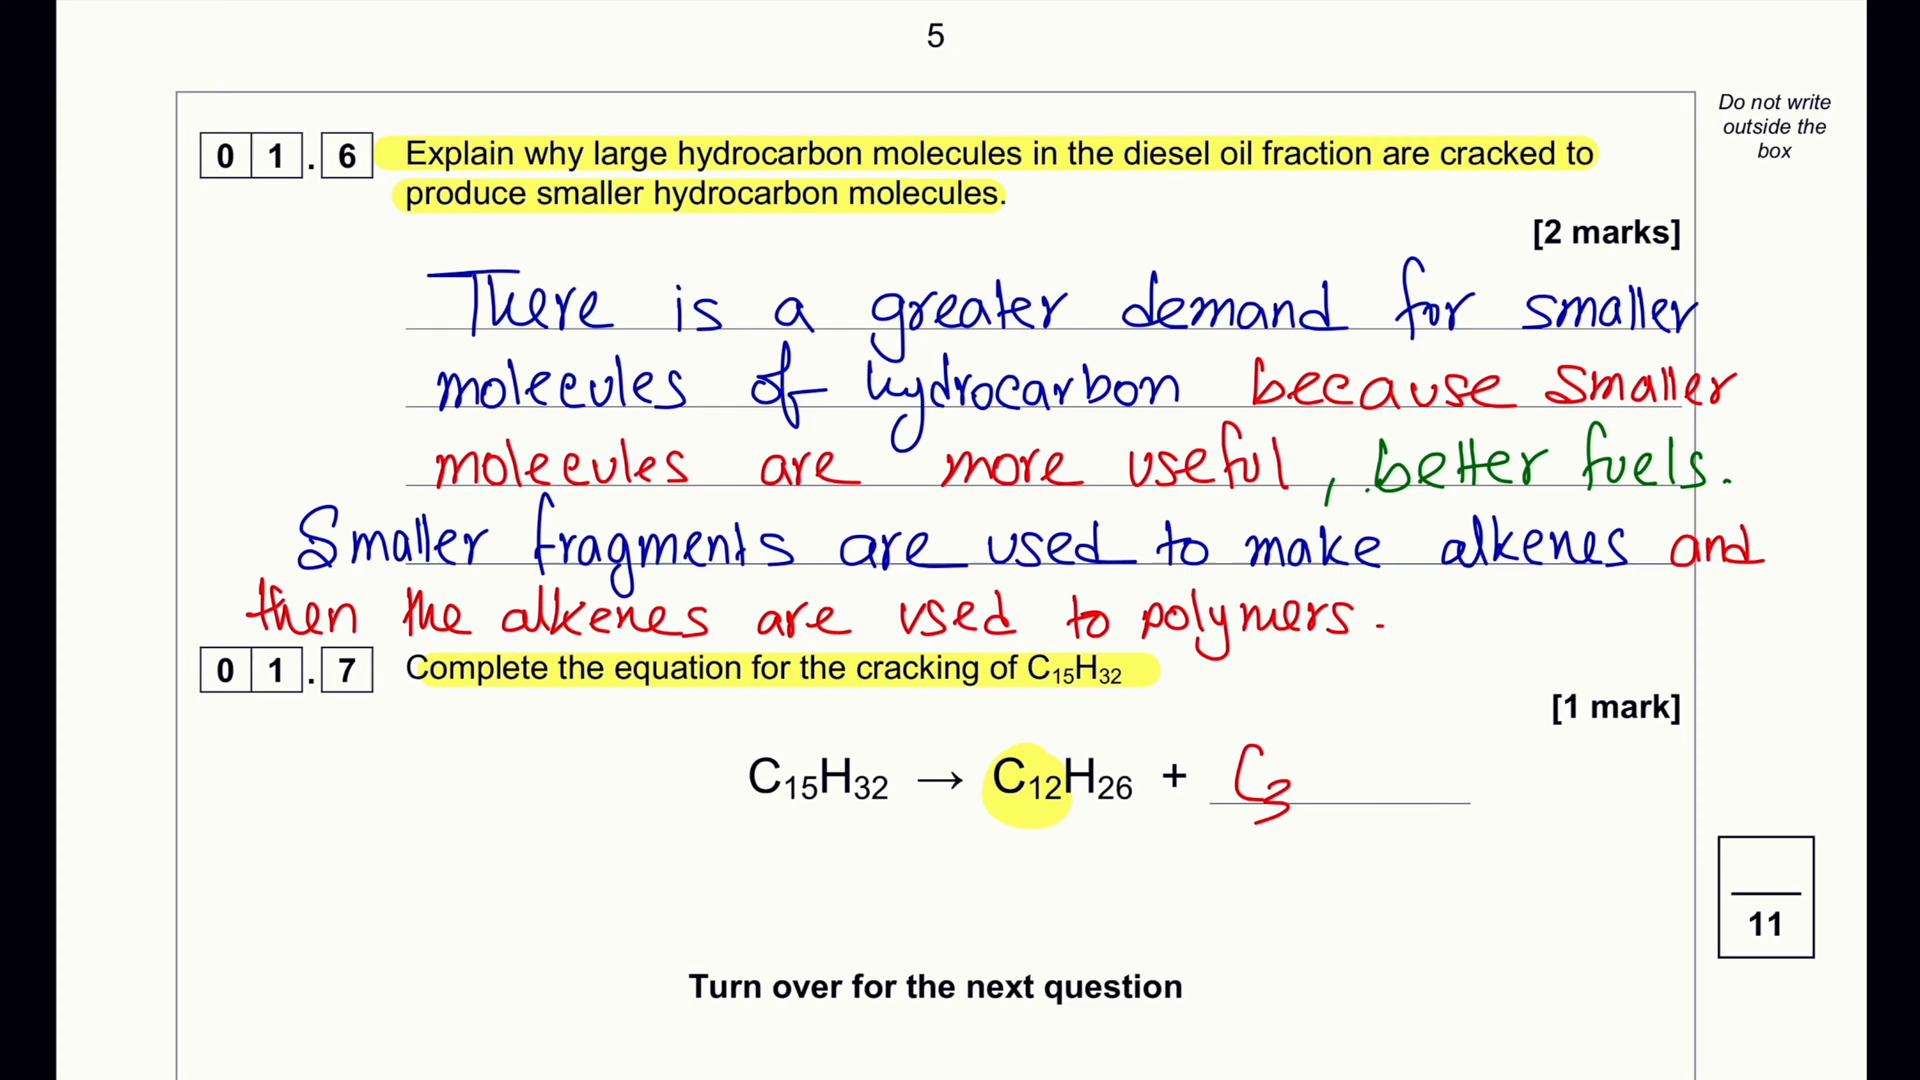 5
Do not write
outside the
box
0 1 . 6 Explain why large hydrocarbon molecules in the diesel oil fraction are cracked to
produce smaller hydrocarbon molecules.
[2 marks]
There is a greater demand for smaller
molecules of hydrocarbon because smaller
molecules are more useful, better fuels.
Smaller fragments are used to make alkenes and
then the alkenes are used to polymers.
0 1 . 7 Complete the equation for the cracking of C₁₅H₃₂
[1 mark]
C₁₅H₃₂ → C₁₂H₂₆ + C₃
11
Turn over for the next question